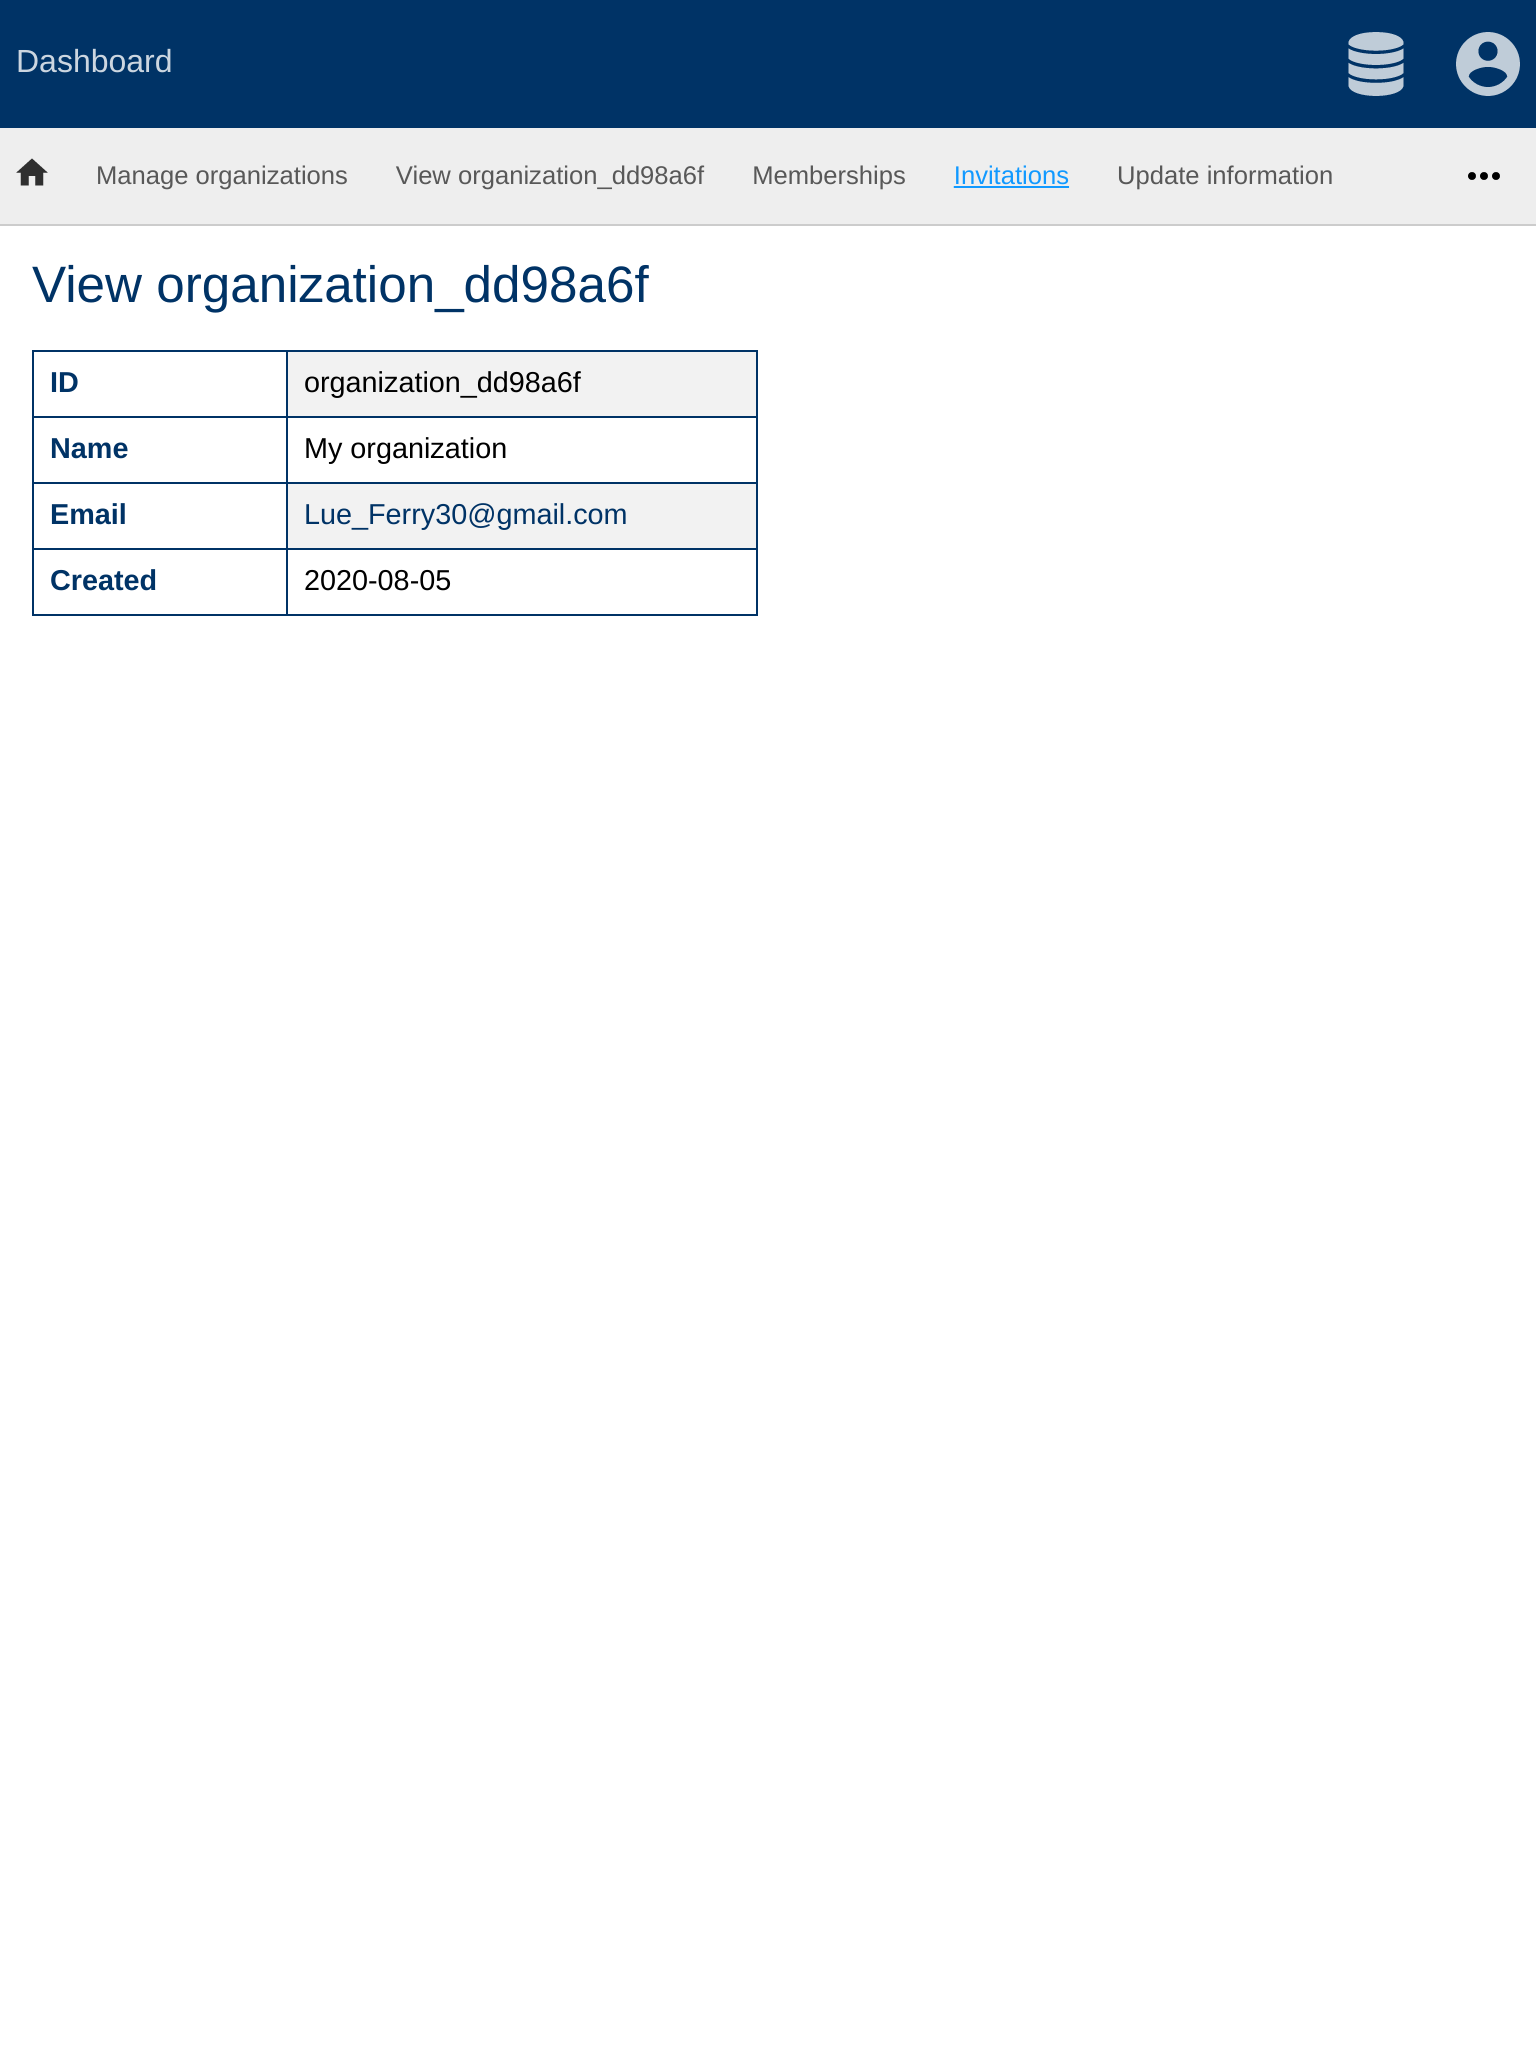 Dashboard
Manage organizations View organization_dd98a6f Memberships Invitations Update information
View organization_dd98a6f
ID organization_dd98a6f
Name My organization
Email Lue_Ferry30@gmail.com
Created 2020-08-05